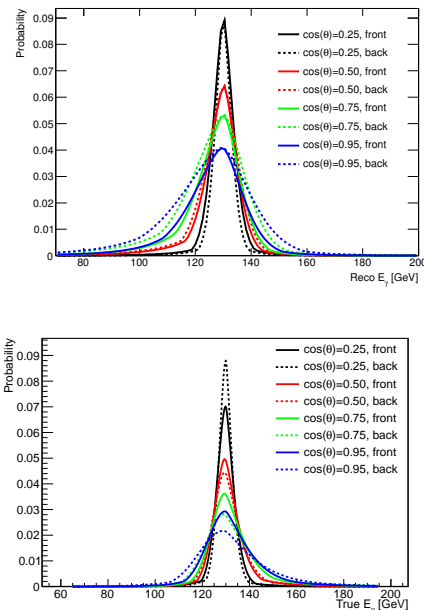 Probability
0.09
0.08
0.07
0.06
0.05
0.04
0.03
0.02
0.01
0
cos(θ)=0.25, front
cos(θ)=0.25, back
cos(θ)=0.50, front
cos(θ)=0.50, back
cos(θ)=0.75, front
cos(θ)=0.75, back
cos(θ)=0.95, front
cos(θ)=0.95, back
80 100 120 140 160 180 200
Reco Eγ [GeV]
Probability
0.09
0.08
0.07
0.06
0.05
0.04
0.03
0.02
0.01
0
cos(θ)=0.25, front
cos(θ)=0.25, back
cos(θ)=0.50, front
cos(θ)=0.50, back
cos(θ)=0.75, front
cos(θ)=0.75, back
cos(θ)=0.95, front
cos(θ)=0.95, back
60 80 100 120 140 160 180 200
True E [GeV]